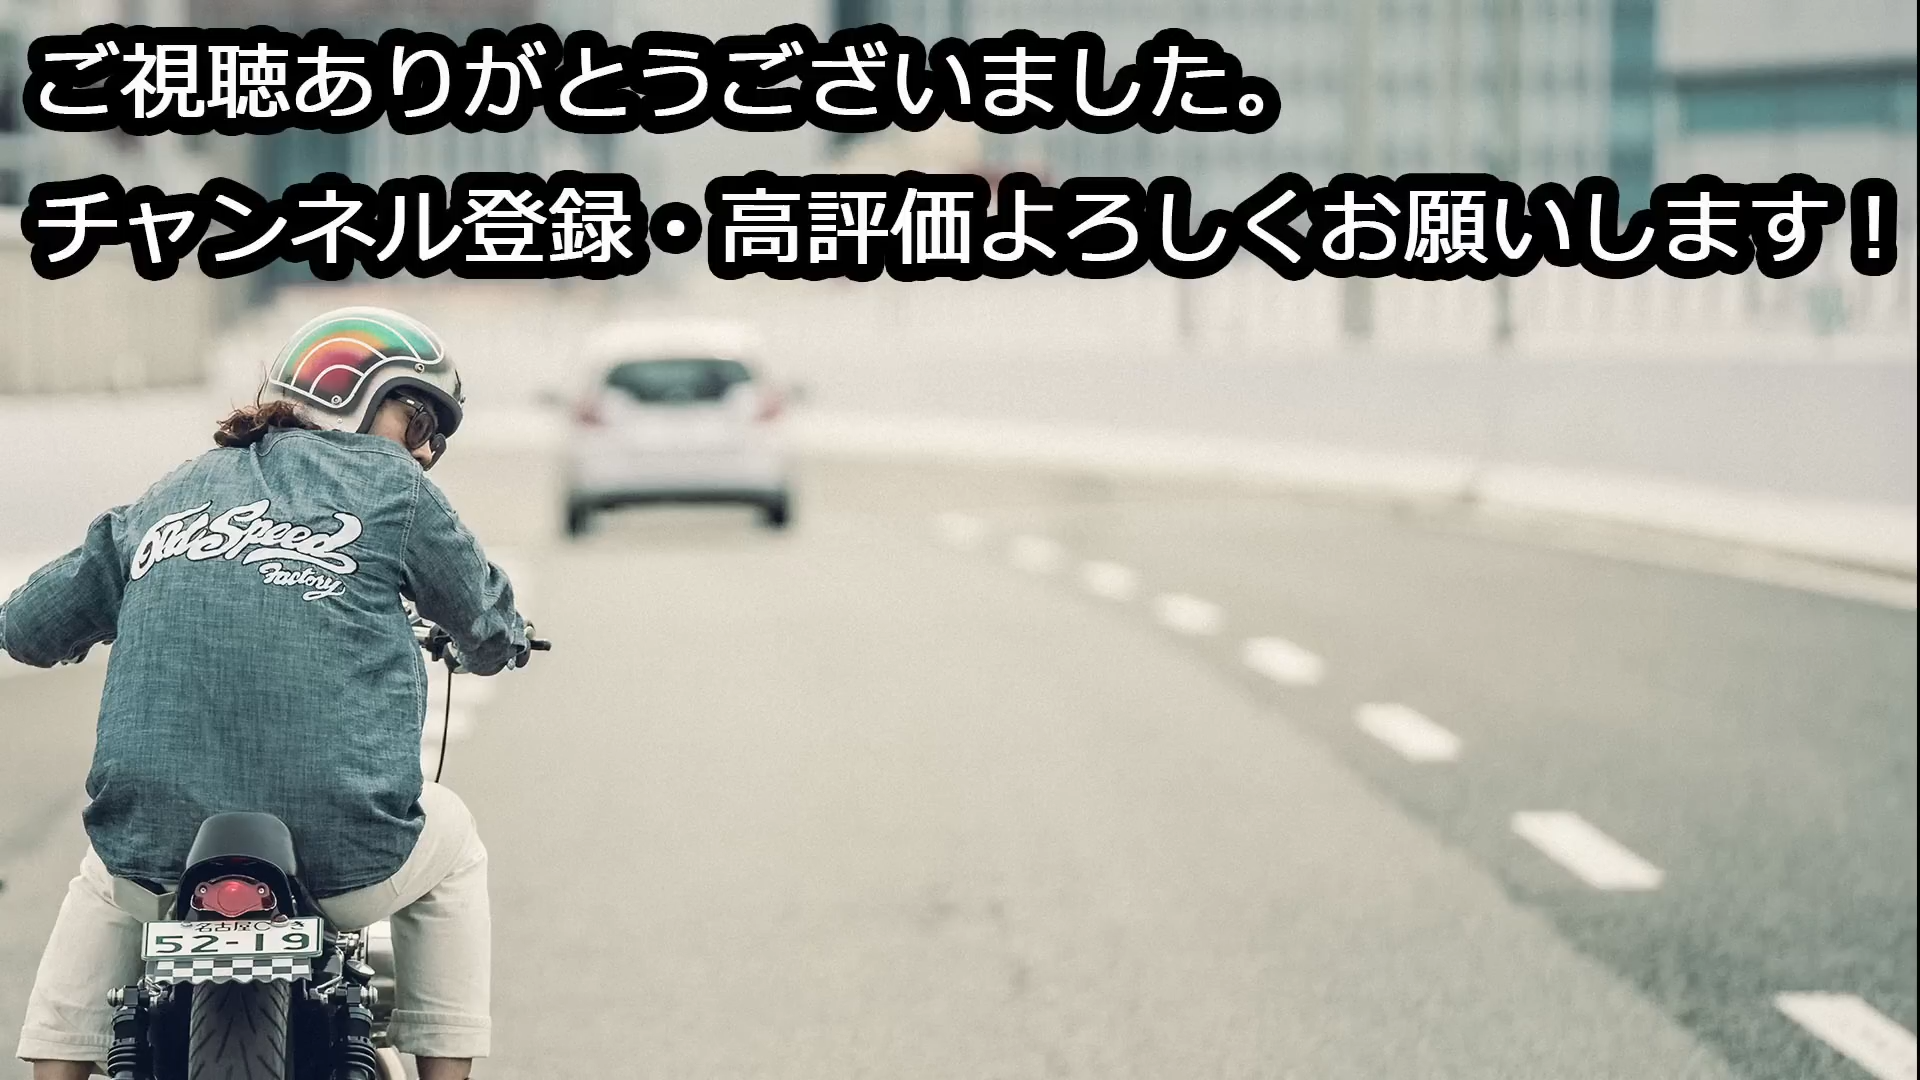 ご視聴ありがとうございました。
チャンネル登録・高評価よろしくお願いします！
Old Speed
Factory
名古屋C さ
52-19